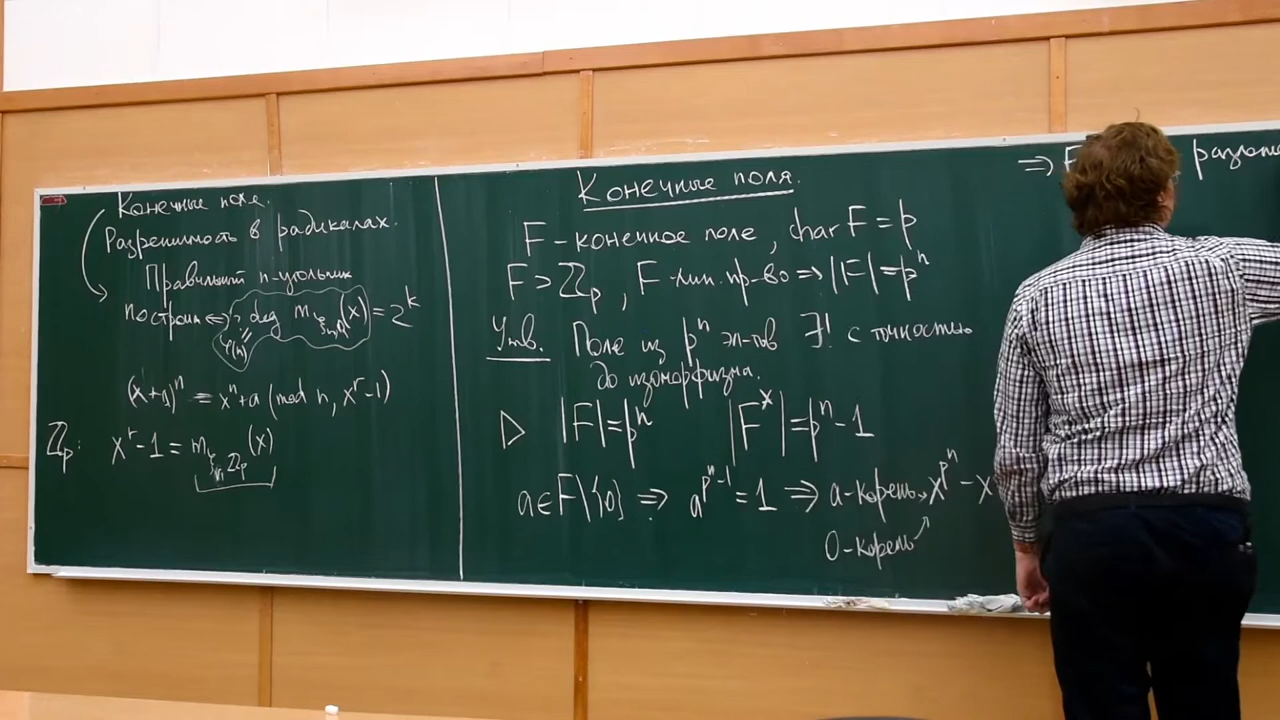 Конечные поля.
Разрешимость в радикалах.
Правильный n-угольник
построить ⇔ deg m_{ξ_n,ℚ}(x) = 2^k
φ(n)
(x+a)^n = x^n+a (mod n, x^r-1)
ℤ_p: x^r-1 = m_{ξ_n,ℤ_p}(x)
Конечные поля.
F - конечное поле, char F = p
F > ℤ_p, F - лин. пр-во ⇒ |F| = p^n
Утв. Поле из p^n эл-тов ∃! с точностью
до изоморфизма.
▷ |F| = p^n |F^*| = p^n-1
a∈F\{0} ⇒ a^{p^n-1} = 1 ⇒ a-корень x^{p^n}-x
0-корень
⇒ F